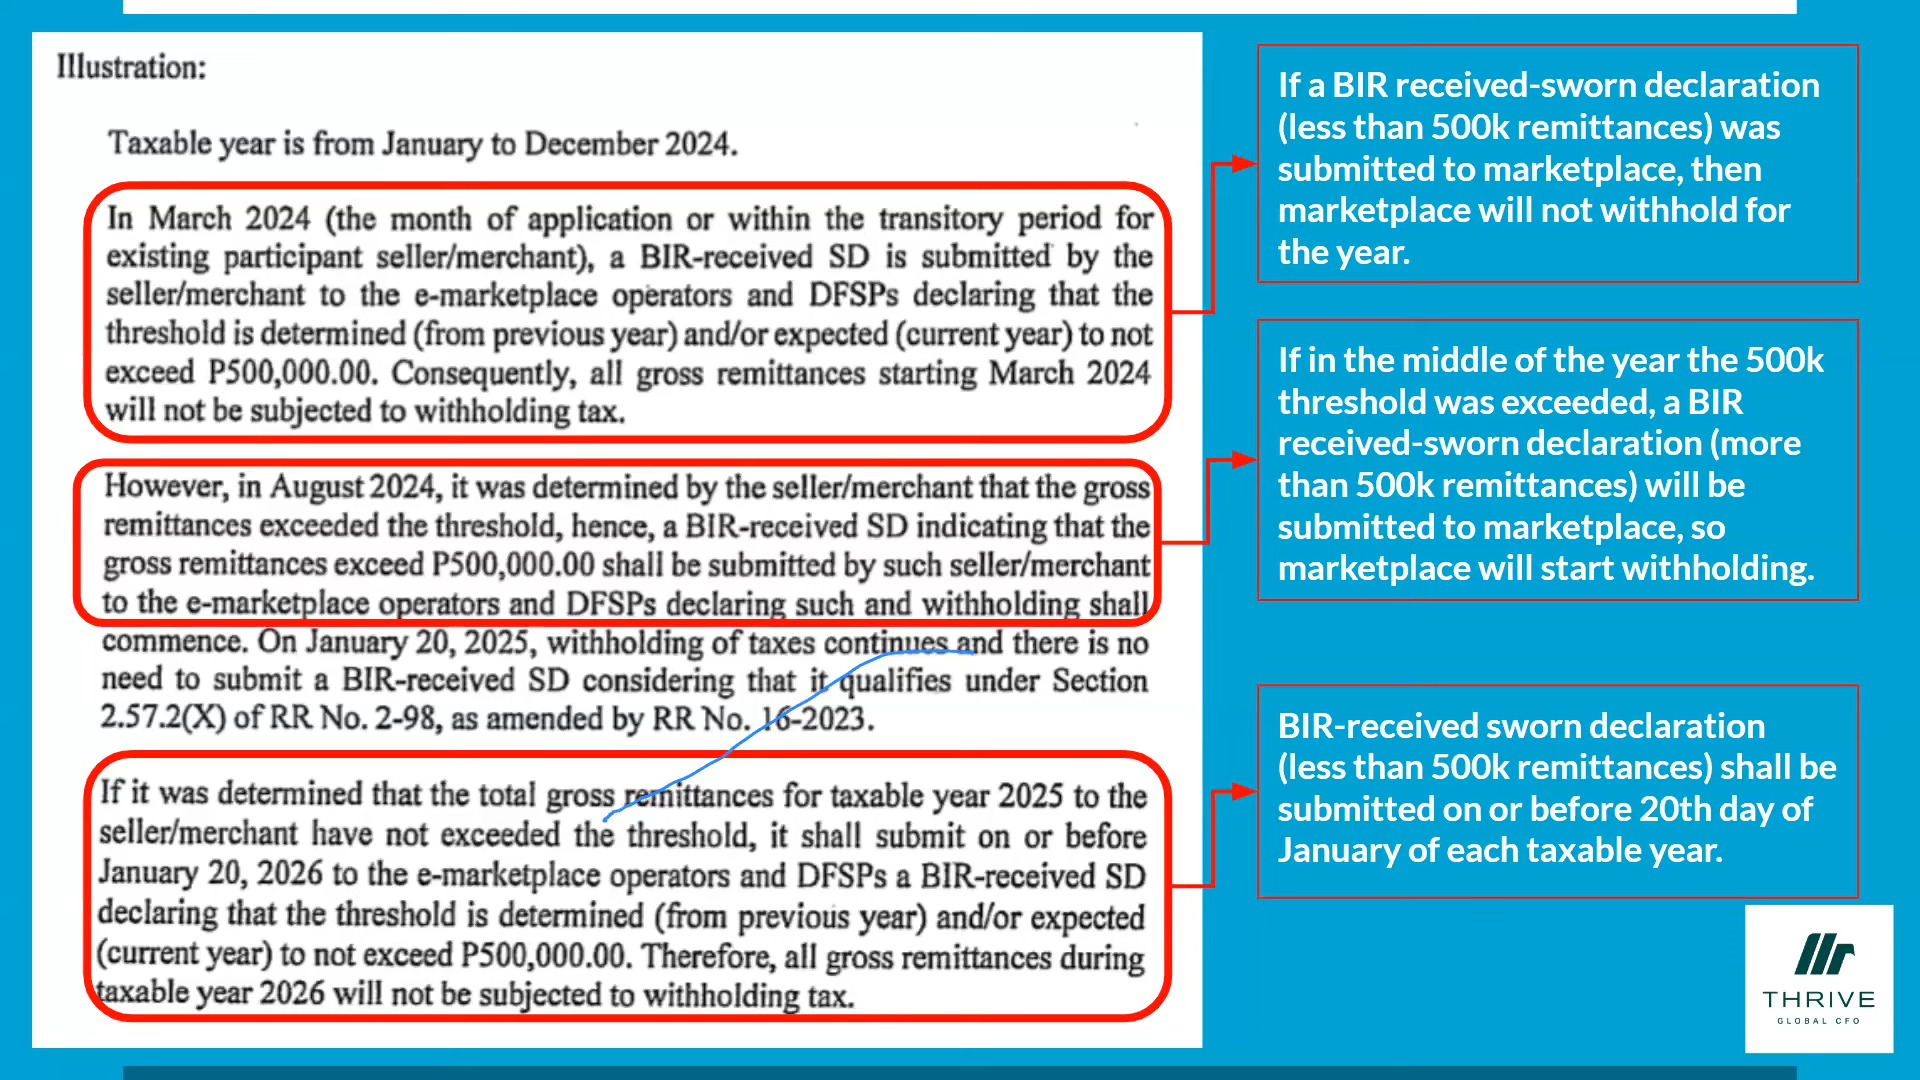 Illustration:
Taxable year is from January to December 2024.
In March 2024 (the month of application or within the transitory period for
existing participant seller/merchant), a BIR-received SD is submitted by the
seller/merchant to the e-marketplace operators and DFSPs declaring that the
threshold is determined (from previous year) and/or expected (current year) to not
exceed P500,000.00. Consequently, all gross remittances starting March 2024
will not be subjected to withholding tax.
However, in August 2024, it was determined by the seller/merchant that the gross
remittances exceeded the threshold, hence, a BIR-received SD indicating that the
gross remittances exceed P500,000.00 shall be submitted by such seller/merchant
to the e-marketplace operators and DFSPs declaring such and withholding shall
commence. On January 20, 2025, withholding of taxes continues and there is no
need to submit a BIR-received SD considering that it qualifies under Section
2.57.2(X) of RR No. 2-98, as amended by RR No. 16-2023.
If it was determined that the total gross remittances for taxable year 2025 to the
seller/merchant have not exceeded the threshold, it shall submit on or before
January 20, 2026 to the e-marketplace operators and DFSPs a BIR-received SD
declaring that the threshold is determined (from previous year) and/or expected
(current year) to not exceed P500,000.00. Therefore, all gross remittances during
taxable year 2026 will not be subjected to withholding tax.
If a BIR received-sworn declaration
(less than 500k remittances) was
submitted to marketplace, then
marketplace will not withhold for
the year.
If in the middle of the year the 500k
threshold was exceeded, a BIR
received-sworn declaration (more
than 500k remittances) will be
submitted to marketplace, so
marketplace will start withholding.
BIR-received sworn declaration
(less than 500k remittances) shall be
submitted on or before 20th day of
January of each taxable year.
THRIVE
GLOBAL CFO